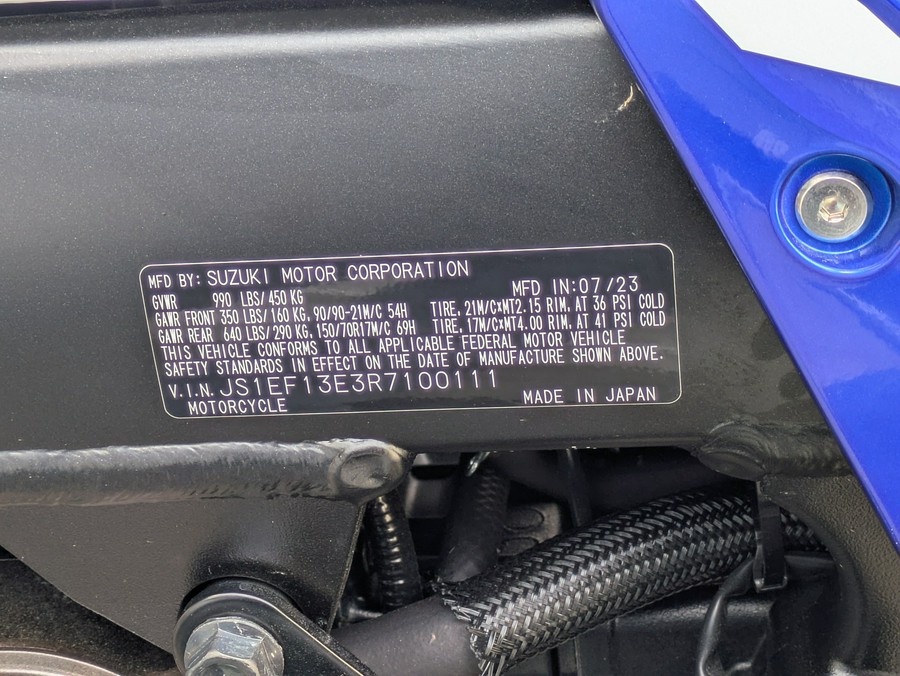 MFD BY: SUZUKI MOTOR CORPORATION
GVWR 990 LBS/450 KG MFD IN:07/23
GAWR FRONT 350 LBS/160 KG, 90/90-21M/C 54H TIRE, 21M/C×MT2.15 RIM, AT 36 PSI COLD
GAWR REAR 640 LBS/290 KG, 150/70R17M/C 69H TIRE, 17M/C×MT4.00 RIM, AT 41 PSI COLD
THIS VEHICLE CONFORMS TO ALL APPLICABLE FEDERAL MOTOR VEHICLE
SAFETY STANDARDS IN EFFECT ON THE DATE OF MANUFACTURE SHOWN ABOVE.
V.I.N. JS1EF13E3R7100111
MOTORCYCLE MADE IN JAPAN